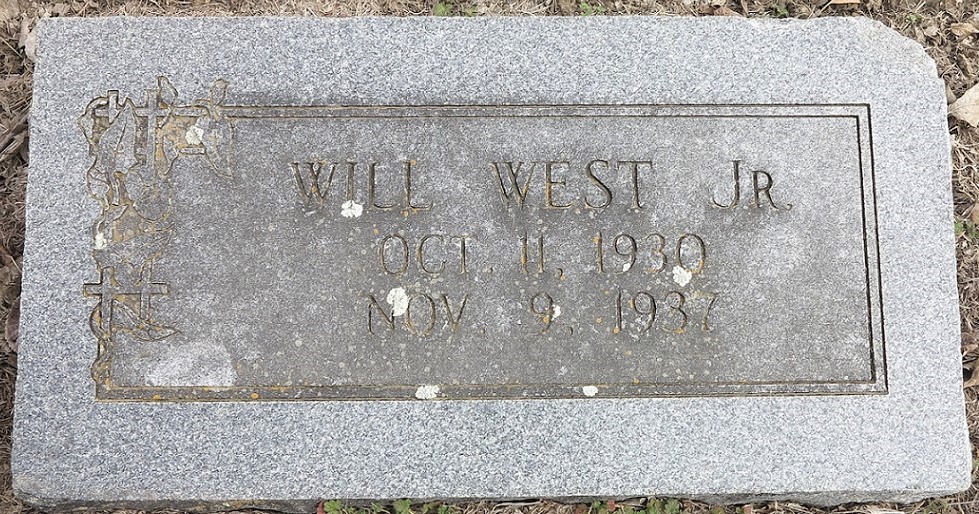 WILL WEST JR.
OCT. 11, 1930
NOV. 9, 1937